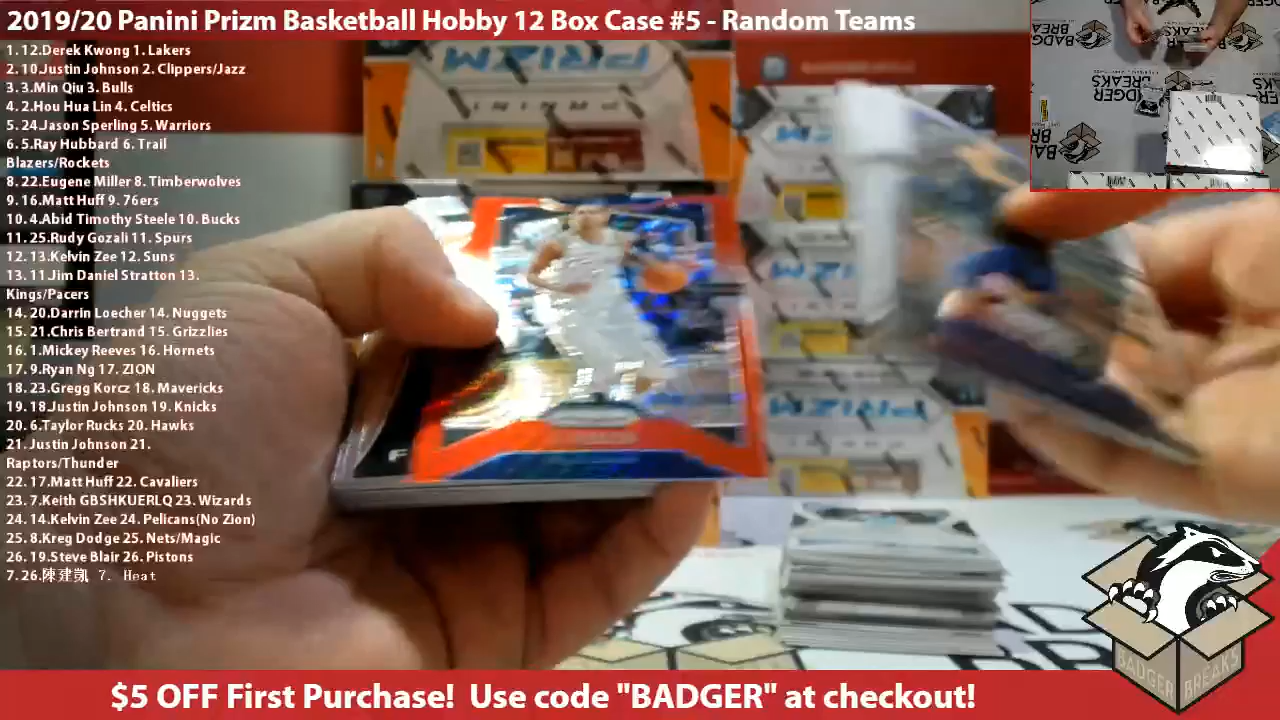 2019/20 Panini Prizm Basketball Hobby 12 Box Case #5 - Random Teams
1. 12.Derek Kwong 1. Lakers
2. 10.Justin Johnson 2. Clippers/Jazz
3. 3.Min Qiu 3. Bulls
4. 2.Hou Hua Lin 4. Celtics
5. 24.Jason Sperling 5. Warriors
6. 5.Ray Hubbard 6. Trail
Blazers/Rockets
8. 22.Eugene Miller 8. Timberwolves
9. 16.Matt Huff 9. 76ers
10. 4.Abid Timothy Steele 10. Bucks
11. 25.Rudy Gozali 11. Spurs
12. 13.Kelvin Zee 12. Suns
13. 11.Jim Daniel Stratton 13.
Kings/Pacers
14. 20.Darrin Loecher 14. Nuggets
15. 21.Chris Bertrand 15. Grizzlies
16. 1.Mickey Reeves 16. Hornets
17. 9.Ryan Ng 17. ZION
18. 23.Gregg Korcz 18. Mavericks
19. 18.Justin Johnson 19. Knicks
20. 6.Taylor Rucks 20. Hawks
21. Justin Johnson 21.
Raptors/Thunder
22. 17.Matt Huff 22. Cavaliers
23. 7.Keith GBSHKUERLQ 23. Wizards
24. 14.Kelvin Zee 24. Pelicans(No Zion)
25. 8.Kreg Dodge 25. Nets/Magic
26. 19.Steve Blair 26. Pistons
7. 26.陳建凱 7. Heat
PRIZM
PANINI
PRIZM
BADGER
BREAKS
BADGER BREAKS
$5 OFF First Purchase! Use code "BADGER" at checkout!